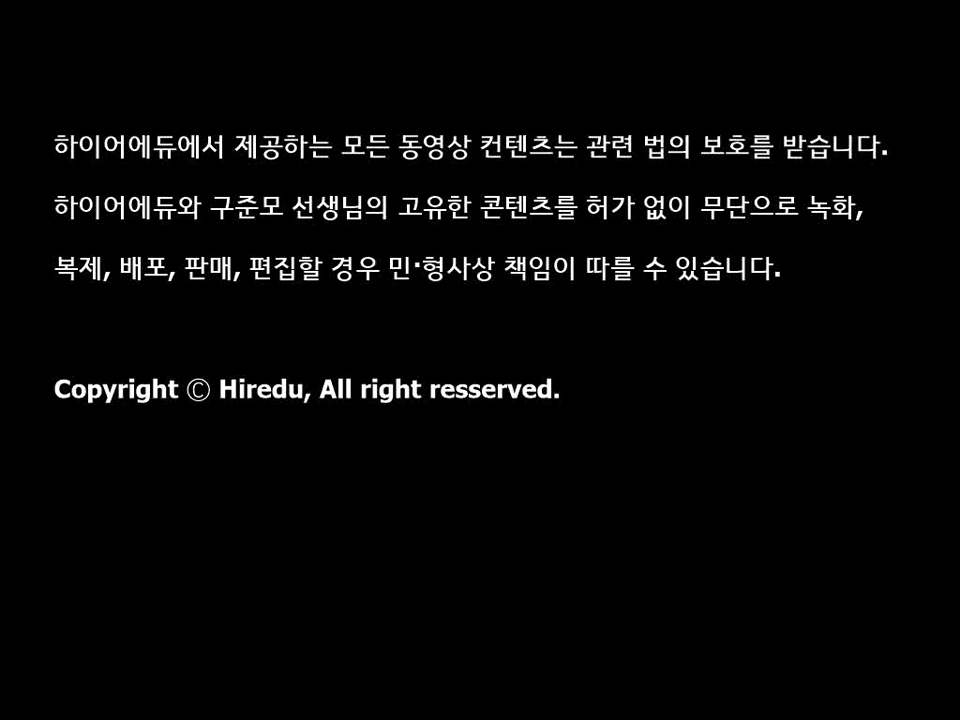 하이어에듀에서 제공하는 모든 동영상 컨텐츠는 관련 법의 보호를 받습니다.
하이어에듀와 구준모 선생님의 고유한 콘텐츠를 허가 없이 무단으로 녹화,
복제, 배포, 판매, 편집할 경우 민·형사상 책임이 따를 수 있습니다.
Copyright Ⓒ Hiredu, All right resserved.